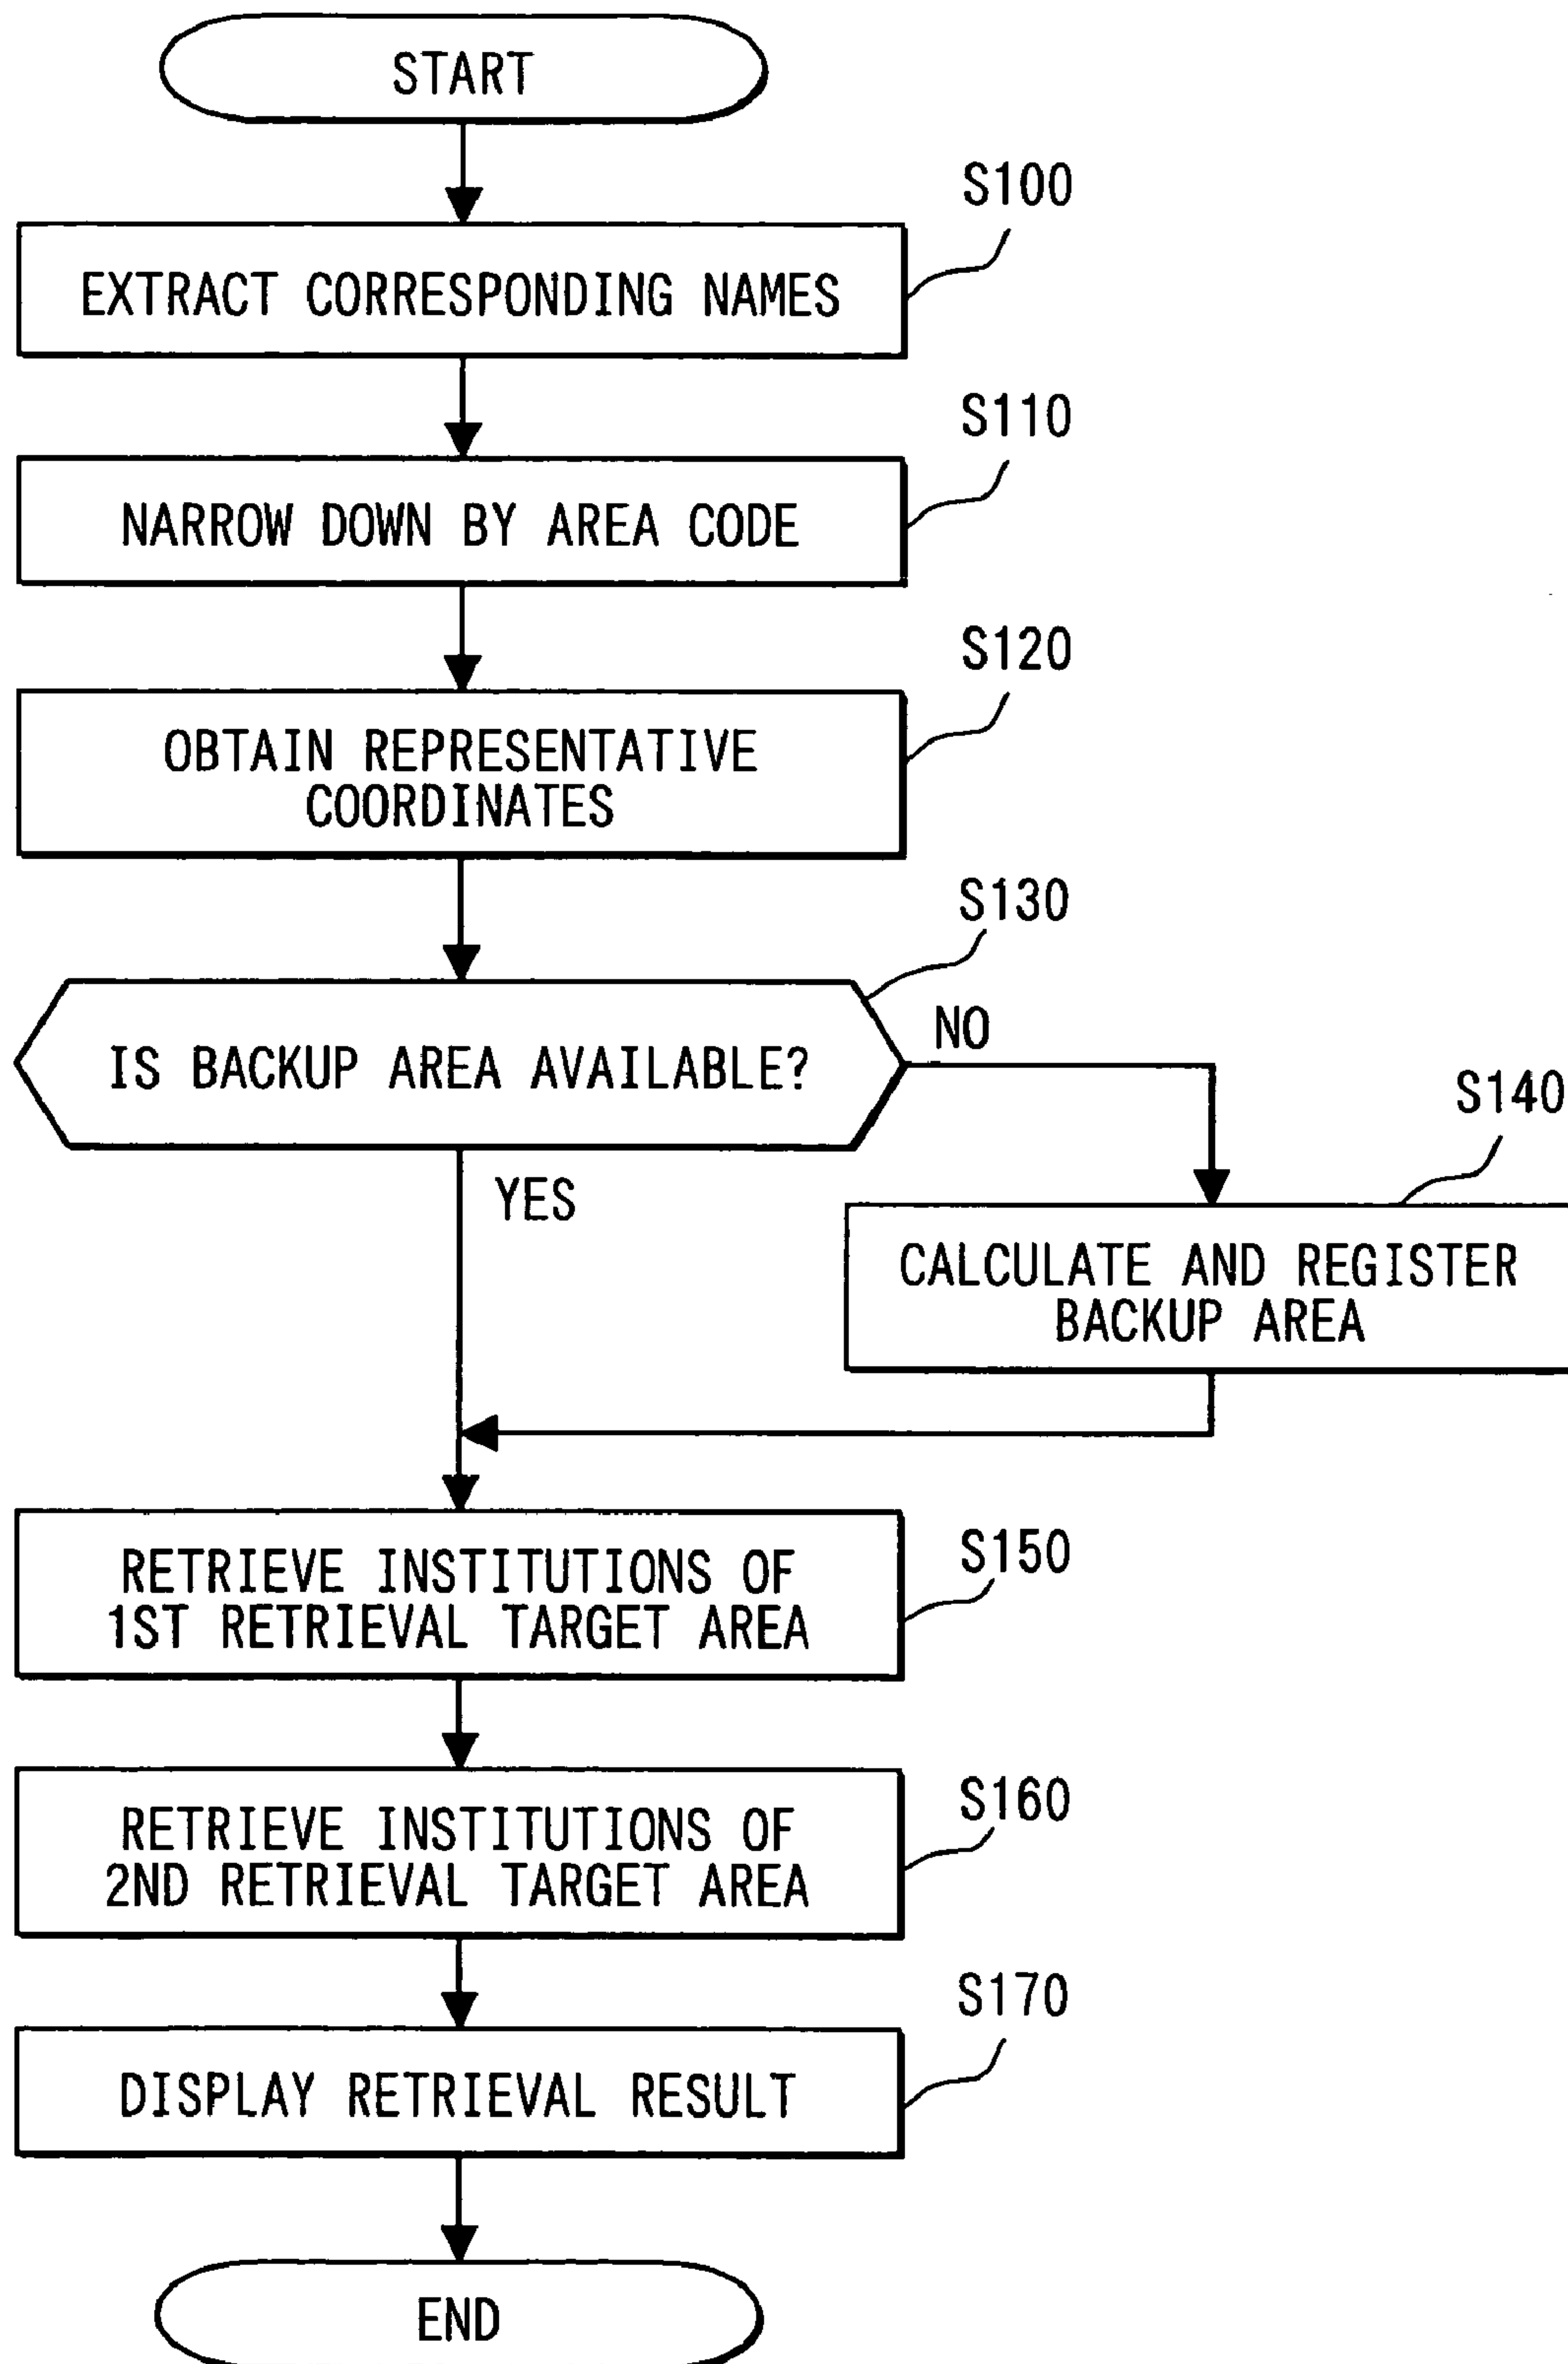 START
S100
EXTRACT CORRESPONDING NAMES
S110
NARROW DOWN BY AREA CODE
S120
OBTAIN REPRESENTATIVE
COORDINATES
S130
IS BACKUP AREA AVAILABLE?
NO
S140
YES
CALCULATE AND REGISTER
BACKUP AREA
S150
RETRIEVE INSTITUTIONS OF
1ST RETRIEVAL TARGET AREA
S160
RETRIEVE INSTITUTIONS OF
2ND RETRIEVAL TARGET AREA
S170
DISPLAY RETRIEVAL RESULT
END